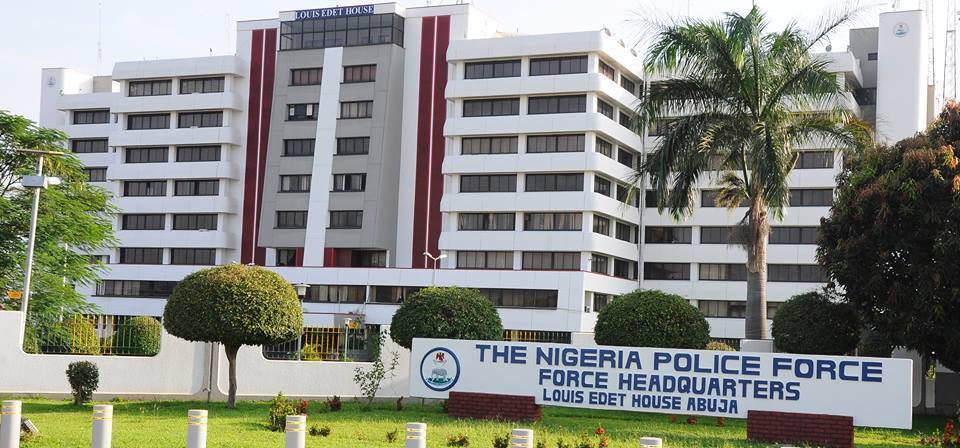 LOUIS EDET HOUSE
THE NIGERIA POLICE FORCE
FORCE HEADQUARTERS
LOUIS EDET HOUSE ABUJA